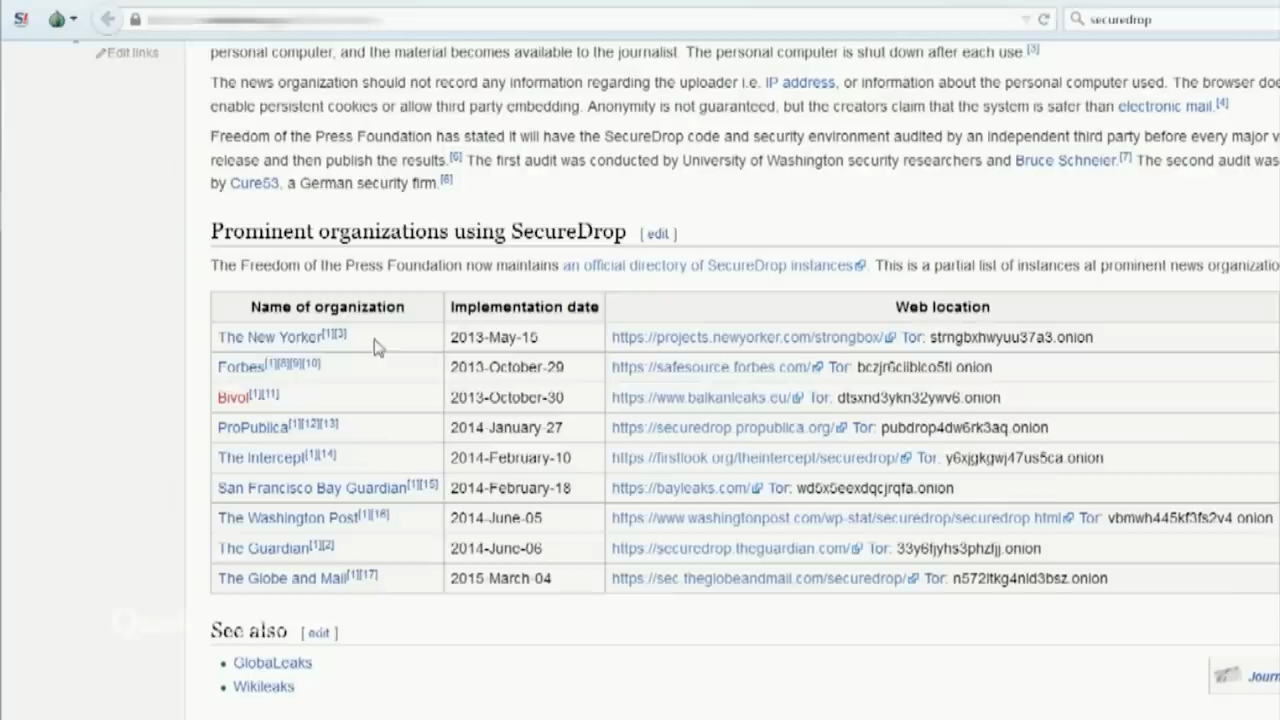 S!
securedrop
Edit links
personal computer, and the material becomes available to the journalist. The personal computer is shut down after each use.[3]
The news organization should not record any information regarding the uploader i.e. IP address, or information about the personal computer used. The browser doe
enable persistent cookies or allow third party embedding. Anonymity is not guaranteed, but the creators claim that the system is safer than electronic mail.[4]
Freedom of the Press Foundation has stated it will have the SecureDrop code and security environment audited by an independent third party before every major v
release and then publish the results.[6] The first audit was conducted by University of Washington security researchers and Bruce Schneier.[7] The second audit was
by Cure53, a German security firm.[6]
Prominent organizations using SecureDrop [ edit ]
The Freedom of the Press Foundation now maintains an official directory of SecureDrop instances. This is a partial list of instances at prominent news organizatio
Name of organization Implementation date Web location
The New Yorker[1][3] 2013-May-15 https://projects.newyorker.com/strongbox/ Tor: strngbxhwyuu37a3.onion
Forbes[1][8][9][10] 2013-October-29 https://safesource.forbes.com/ Tor: bczjr6ciiblco5ti.onion
Bivol[1][11] 2013-October-30 https://www.balkanleaks.eu/ Tor: dtsxnd3ykn32ywv6.onion
ProPublica[1][12][13] 2014-January-27 https://securedrop.propublica.org/ Tor: pubdrop4dw6rk3aq.onion
The Intercept[1][14] 2014-February-10 https://firstlook.org/theintercept/securedrop/ Tor: y6xjgkgwj47us5ca.onion
San Francisco Bay Guardian[1][15] 2014-February-18 https://bayleaks.com/ Tor: wd5x5eexdqcjrqfa.onion
The Washington Post[1][16] 2014-June-05 https://www.washingtonpost.com/wp-stat/securedrop/securedrop.html Tor: vbmwh445kf3fs2v4.onion
The Guardian[1][2] 2014-June-06 https://securedrop.theguardian.com/ Tor: 33y6fjyhs3phzfjj.onion
The Globe and Mail[1][17] 2015-March-04 https://sec.theglobeandmail.com/securedrop/ Tor: n572ltkg4nld3bsz.onion
See also [ edit ]
GlobaLeaks
Wikileaks
Journ